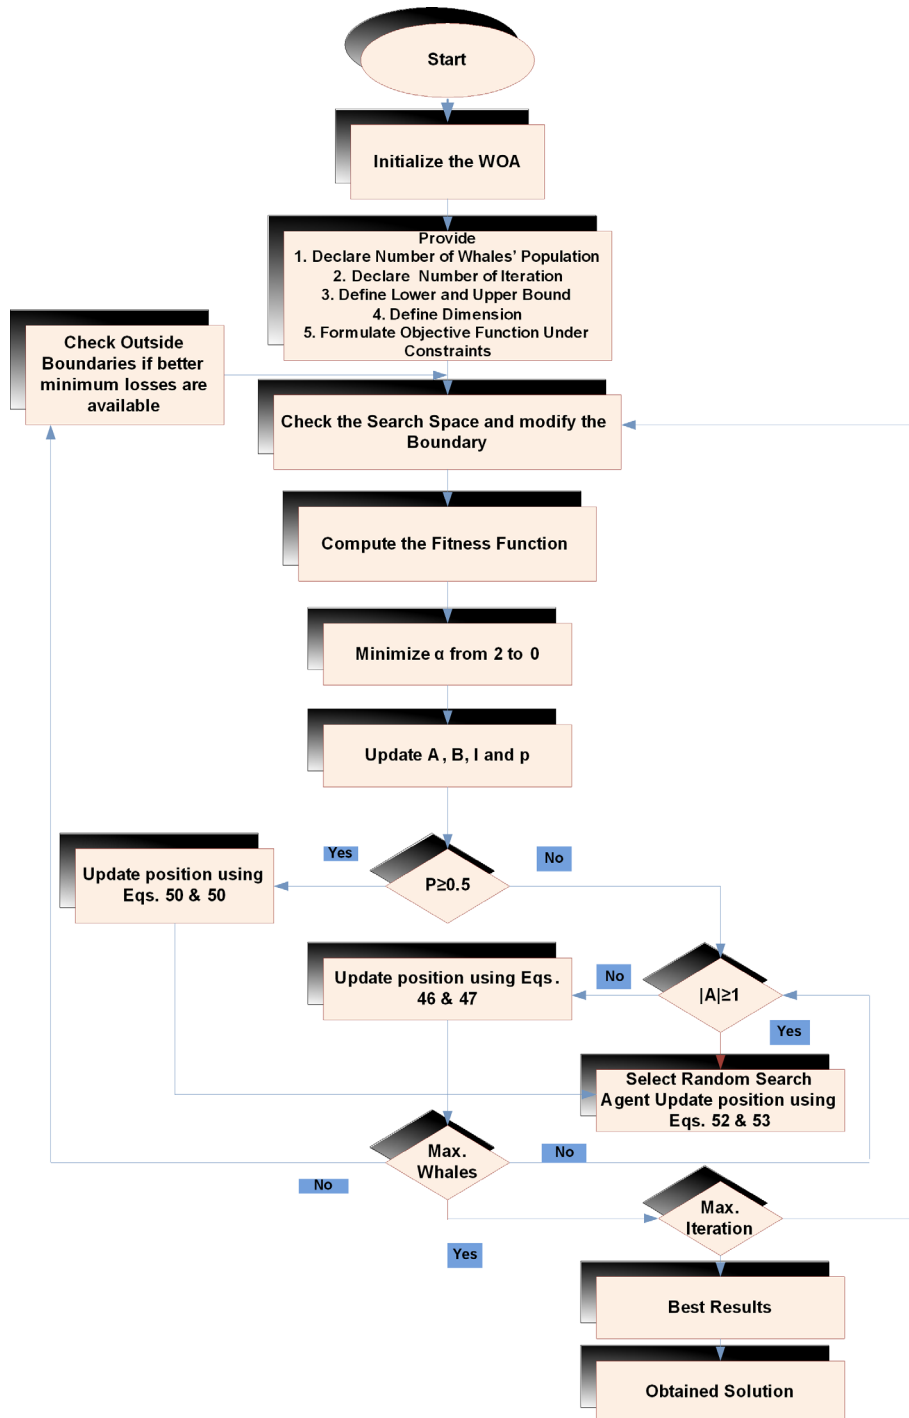 Start
Initialize the WOA
Provide
1. Declare Number of Whales' Population
2. Declare Number of Iteration
3. Define Lower and Upper Bound
4. Define Dimension
5. Formulate Objective Function Under
Constraints
Check Outside
Boundaries if better
minimum losses are
available
Check the Search Space and modify the
Boundary
Compute the Fitness Function
Minimize α from 2 to 0
Update A, B, l and p
Yes
P≥0.5
No
Update position using
Eqs. 50 & 50
Update position using Eqs.
46 & 47
No
|A|≥1
Yes
Select Random Search
Agent Update position using
Eqs. 52 & 53
Max.
Whales
No
No
Max.
Iteration
Yes
Best Results
Obtained Solution